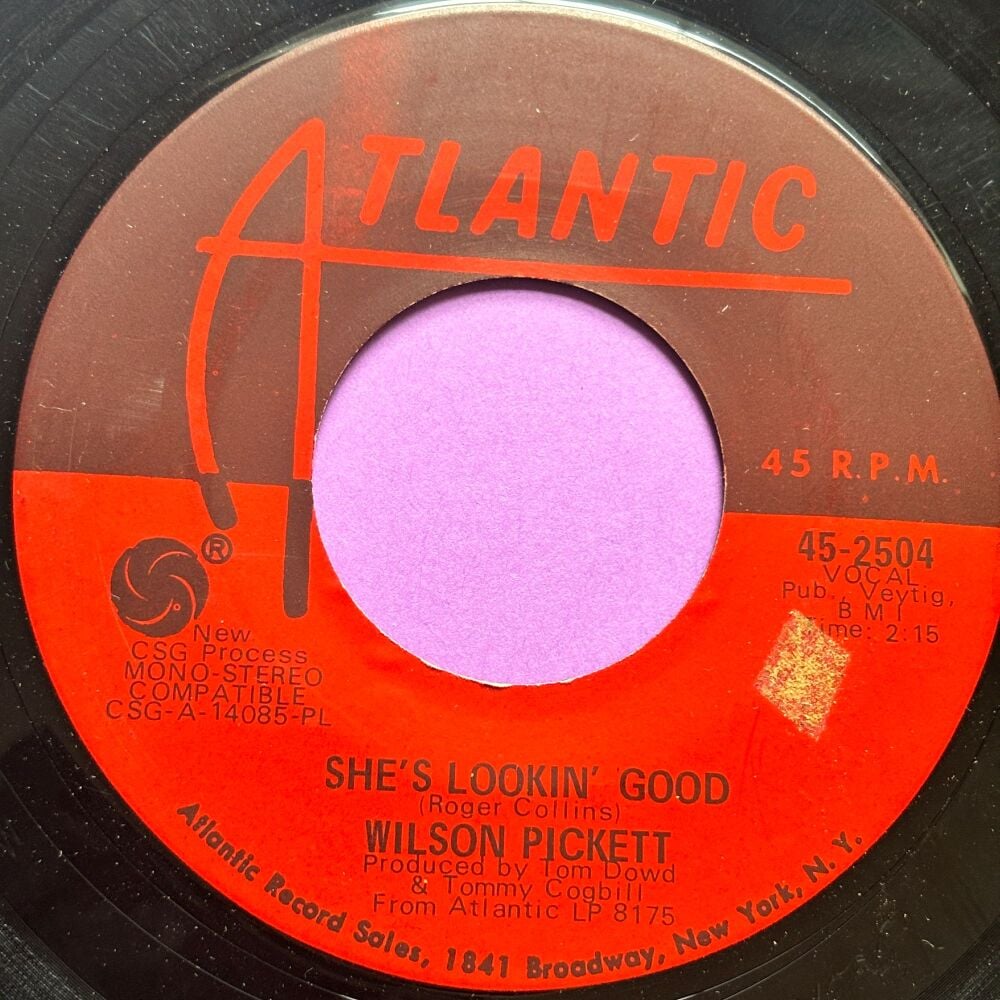 ATLANTIC
45 R.P.M.
®
45-2504
VOCAL
Pub., Veytig,
BMI
Time: 2:15
New
CSG Process
MONO-STEREO
COMPATIBLE
CSG-A-14085-PL
SHE'S LOOKIN' GOOD
(Roger Collins)
WILSON PICKETT
Produced by Tom Dowd
& Tommy Cogbill
From Atlantic LP 8175
Atlantic Record Sales, 1841 Broadway, New York, N.Y.